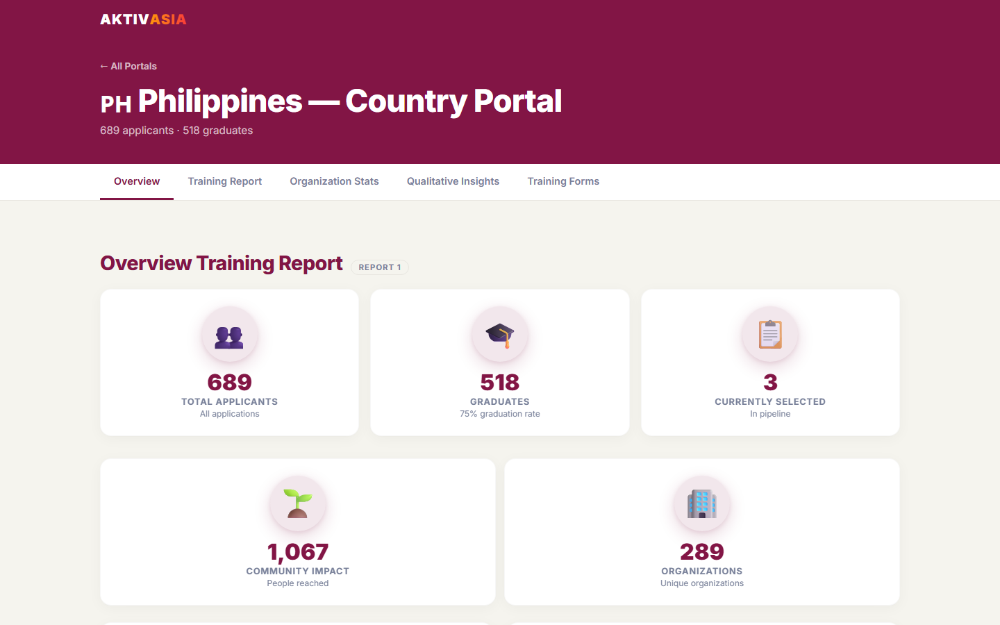 AKTIVASIA
← All Portals
PH Philippines — Country Portal
689 applicants · 518 graduates
Overview Training Report Organization Stats Qualitative Insights Training Forms
Overview Training Report REPORT 1
689
TOTAL APPLICANTS
All applications
518
GRADUATES
75% graduation rate
3
CURRENTLY SELECTED
In pipeline
1,067
COMMUNITY IMPACT
People reached
289
ORGANIZATIONS
Unique organizations